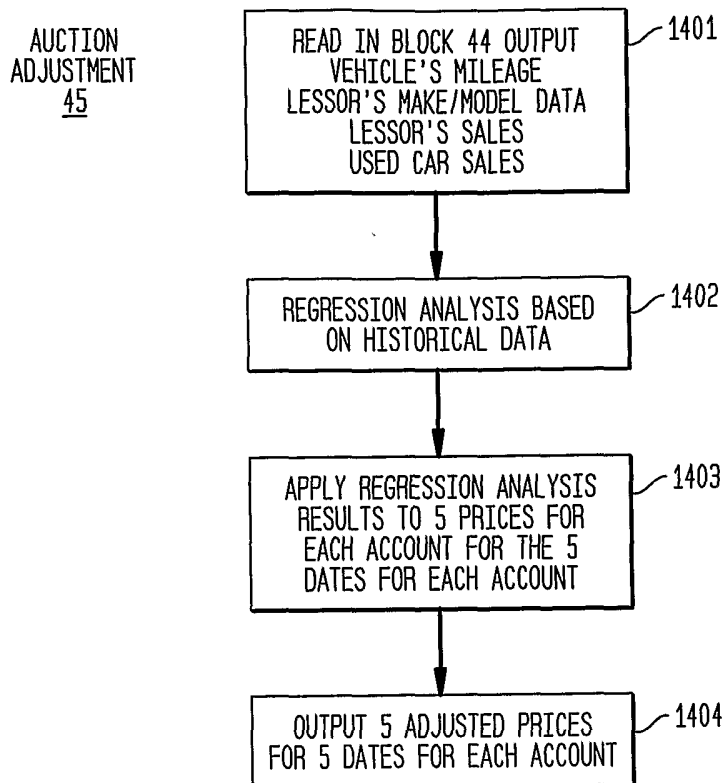 AUCTION
ADJUSTMENT
45
READ IN BLOCK 44 OUTPUT
VEHICLE'S MILEAGE
LESSOR'S MAKE/MODEL DATA
LESSOR'S SALES
USED CAR SALES
1401
REGRESSION ANALYSIS BASED
ON HISTORICAL DATA
1402
APPLY REGRESSION ANALYSIS
RESULTS TO 5 PRICES FOR
EACH ACCOUNT FOR THE 5
DATES FOR EACH ACCOUNT
1403
OUTPUT 5 ADJUSTED PRICES
FOR 5 DATES FOR EACH ACCOUNT
1404